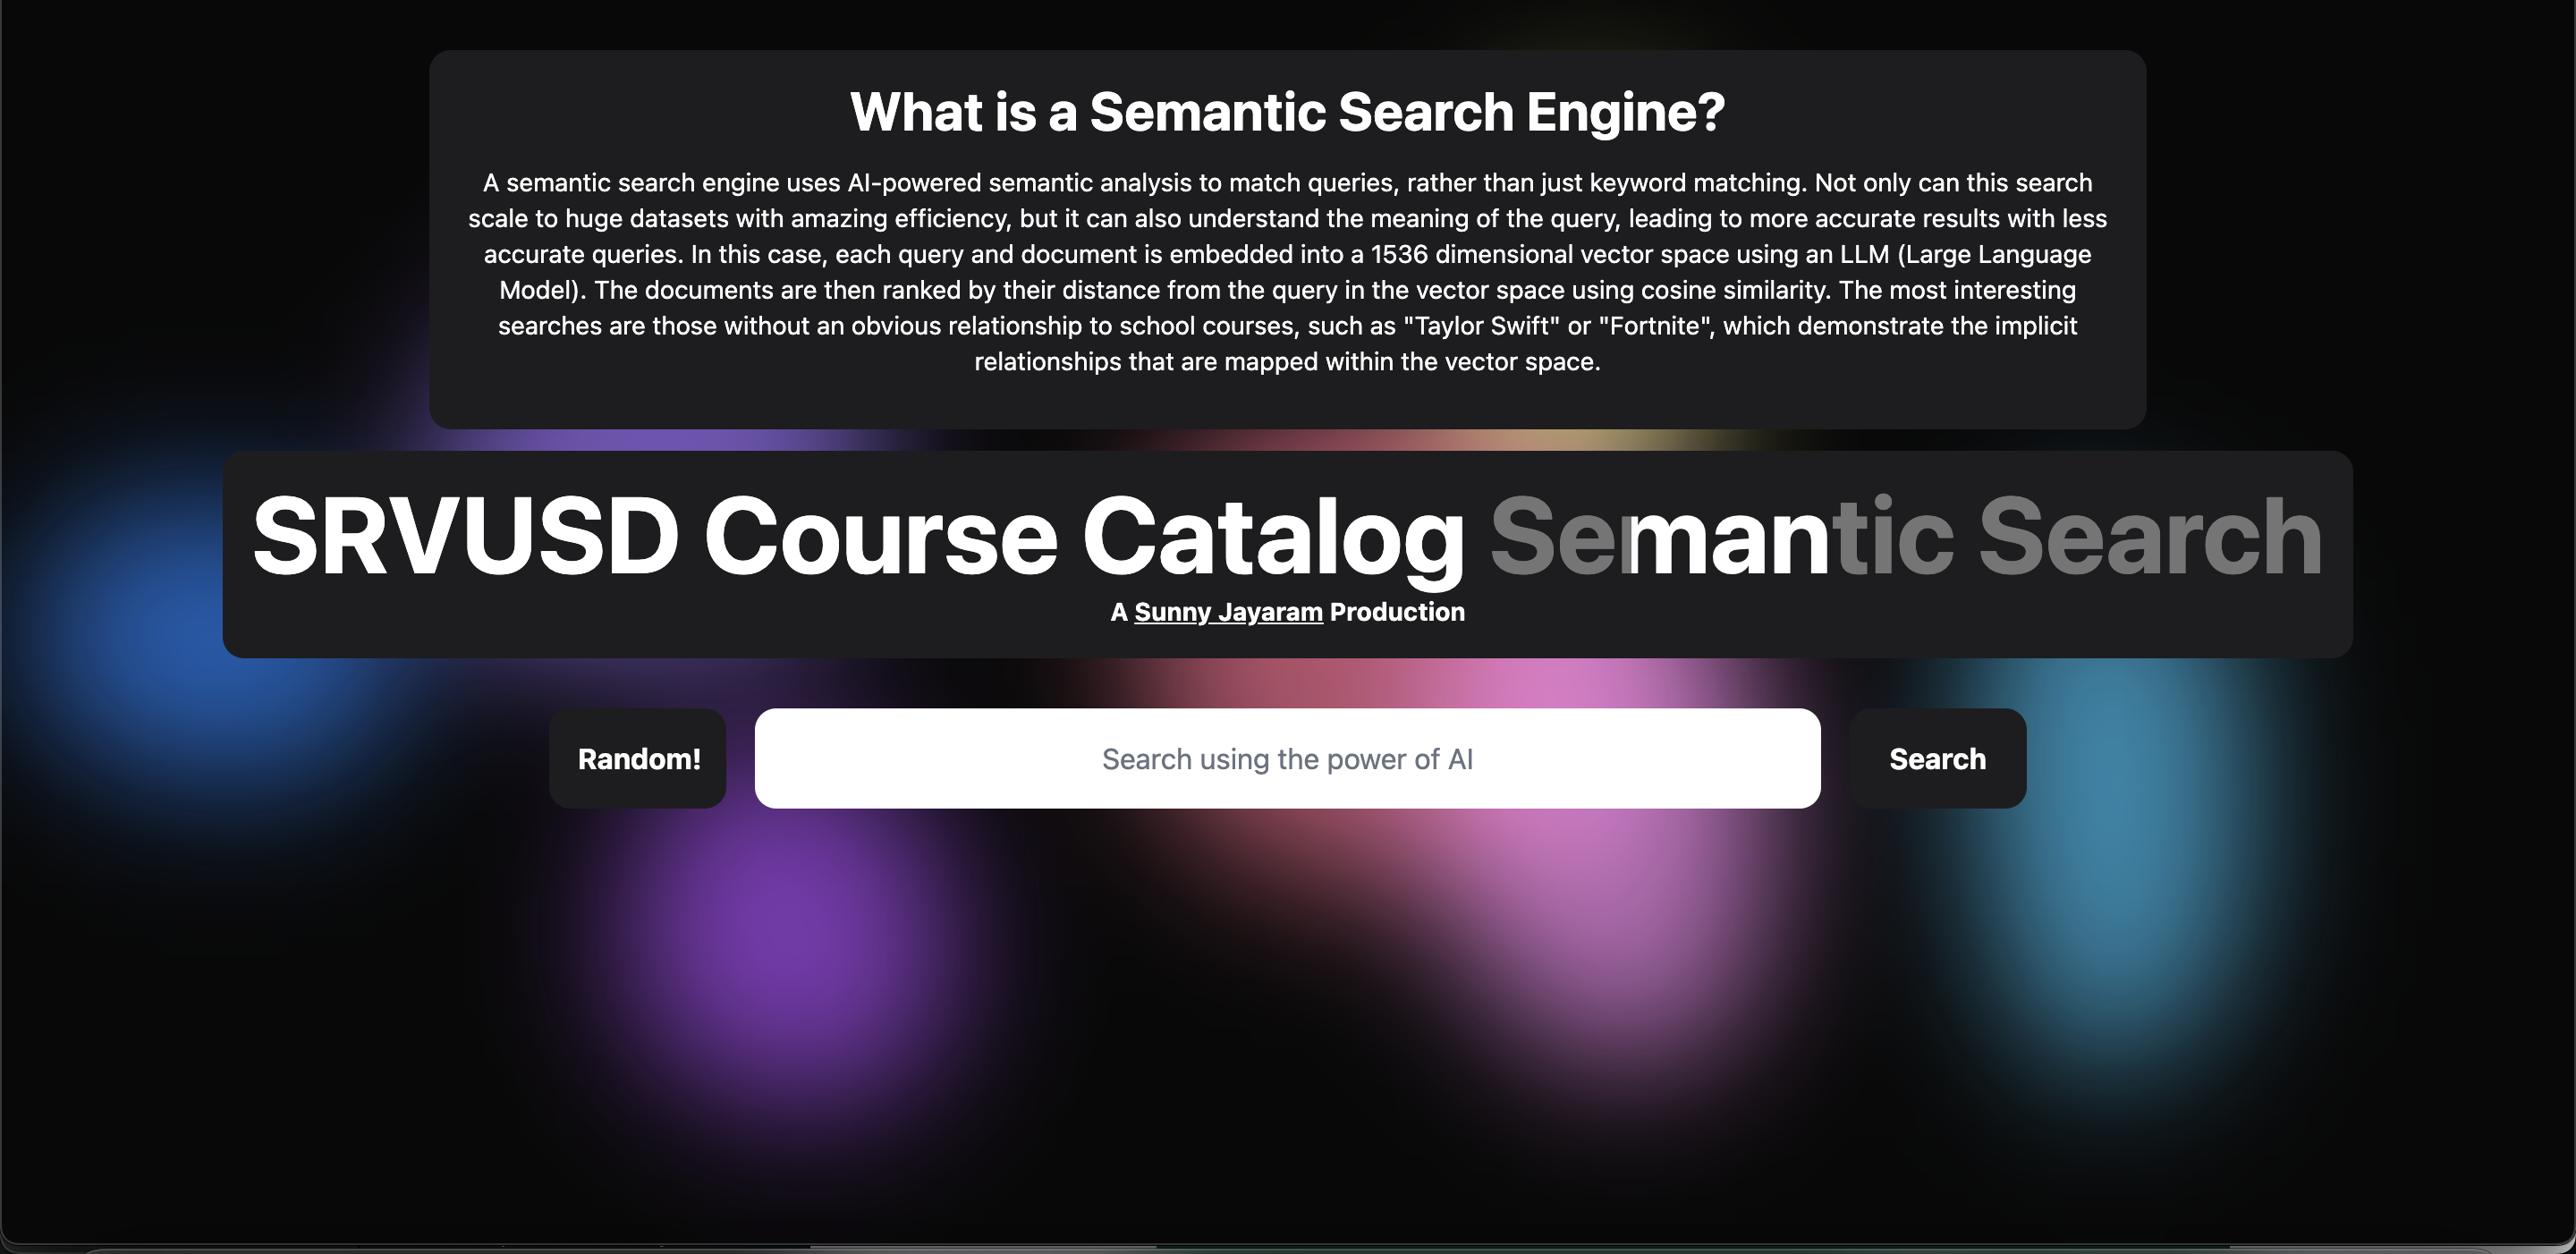 What is a Semantic Search Engine?
A semantic search engine uses AI-powered semantic analysis to match queries, rather than just keyword matching. Not only can this search
scale to huge datasets with amazing efficiency, but it can also understand the meaning of the query, leading to more accurate results with less
accurate queries. In this case, each query and document is embedded into a 1536 dimensional vector space using an LLM (Large Language
Model). The documents are then ranked by their distance from the query in the vector space using cosine similarity. The most interesting
searches are those without an obvious relationship to school courses, such as "Taylor Swift" or "Fortnite", which demonstrate the implicit
relationships that are mapped within the vector space.
SRVUSD Course Catalog Semantic Search
A Sunny Jayaram Production
Random!
Search using the power of AI
Search